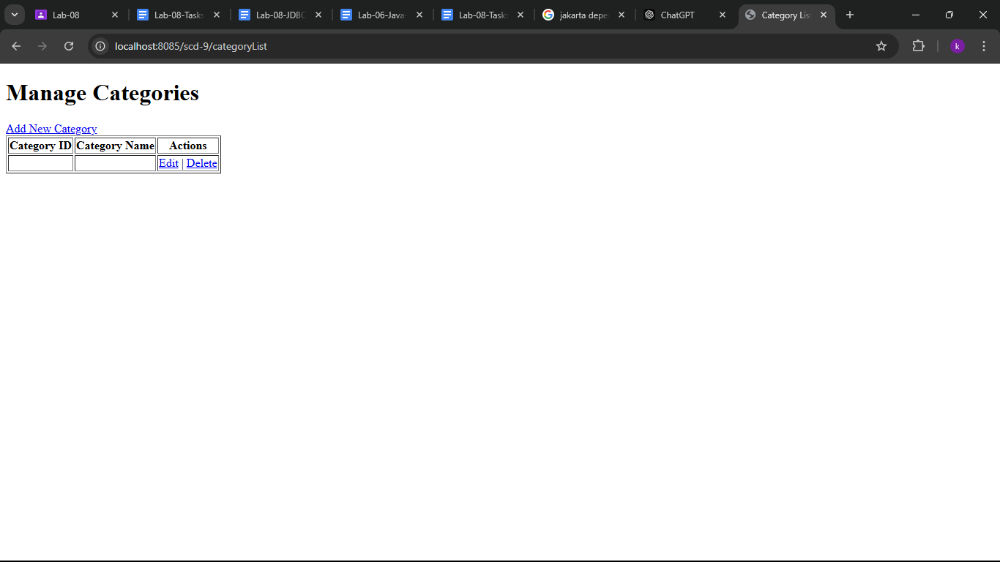 Lab-08
Lab-08-Tasks
Lab-08-JDBC
Lab-06-Java-
Lab-08-Tasks
jakarta depe
ChatGPT
Category Lis
localhost:8085/scd-9/categoryList
k
Manage Categories
Add New Category
Category ID Category Name Actions
Edit | Delete